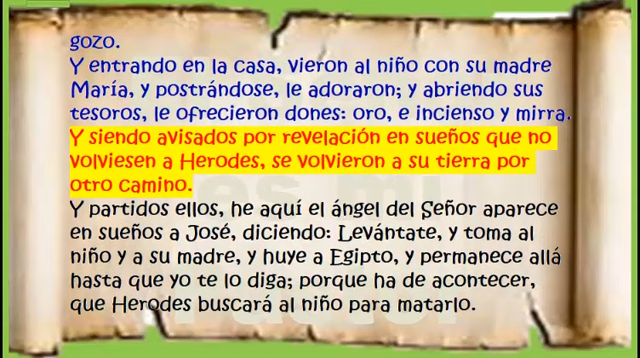 gozo.
Y entrando en la casa, vieron al niño con su madre
María, y postrándose, le adoraron; y abriendo sus
tesoros, le ofrecieron dones: oro, e incienso y mirra.
Y siendo avisados por revelación en sueños que no
volviesen a Herodes, se volvieron a su tierra por
otro camino.
Y partidos ellos, he aquí el ángel del Señor aparece
en sueños a José, diciendo: Levántate, y toma al
niño y a su madre, y huye a Egipto, y permanece allá
hasta que yo te lo diga; porque ha de acontecer,
que Herodes buscará al niño para matarlo.